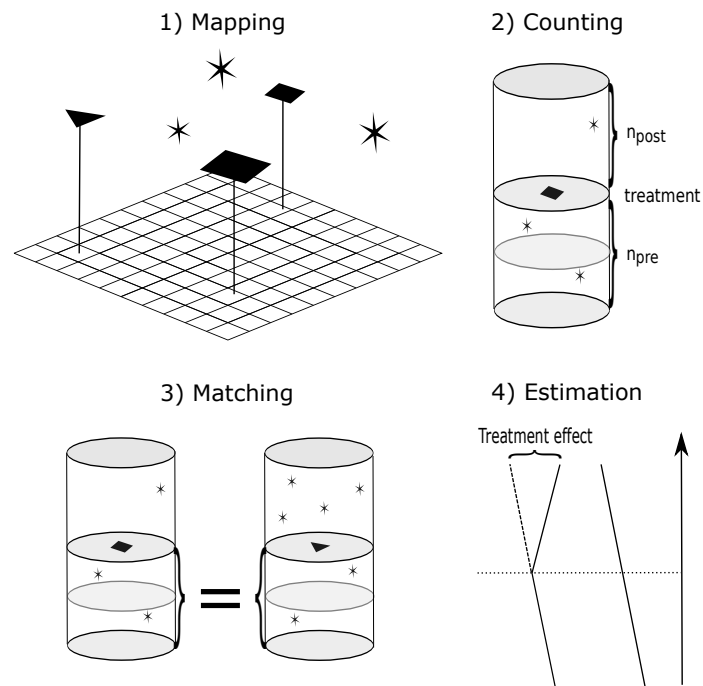 1) Mapping
2) Counting
npost
treatment
npre
3) Matching
4) Estimation
Treatment effect